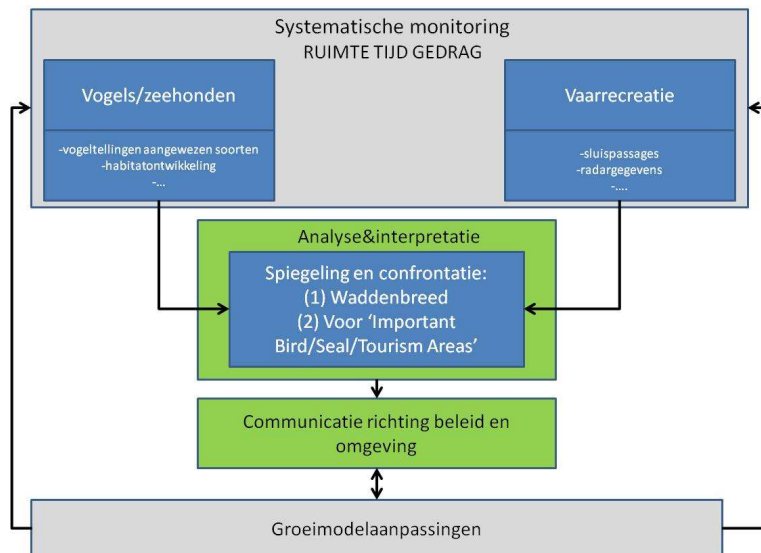 Systematische monitoring
RUIMTE TIJD GEDRAG
Vogels/zeehonden
-vogeltellingen aangewezen soorten
-habitatontwikkeling
-...
Vaarrecreatie
-sluispassages
-radargegevens
-....
Analyse&interpretatie
Spiegeling en confrontatie:
(1) Waddenbreed
(2) Voor ‘Important
Bird/Seal/Tourism Areas’
Communicatie richting beleid en
omgeving
Groeimodelaanpassingen